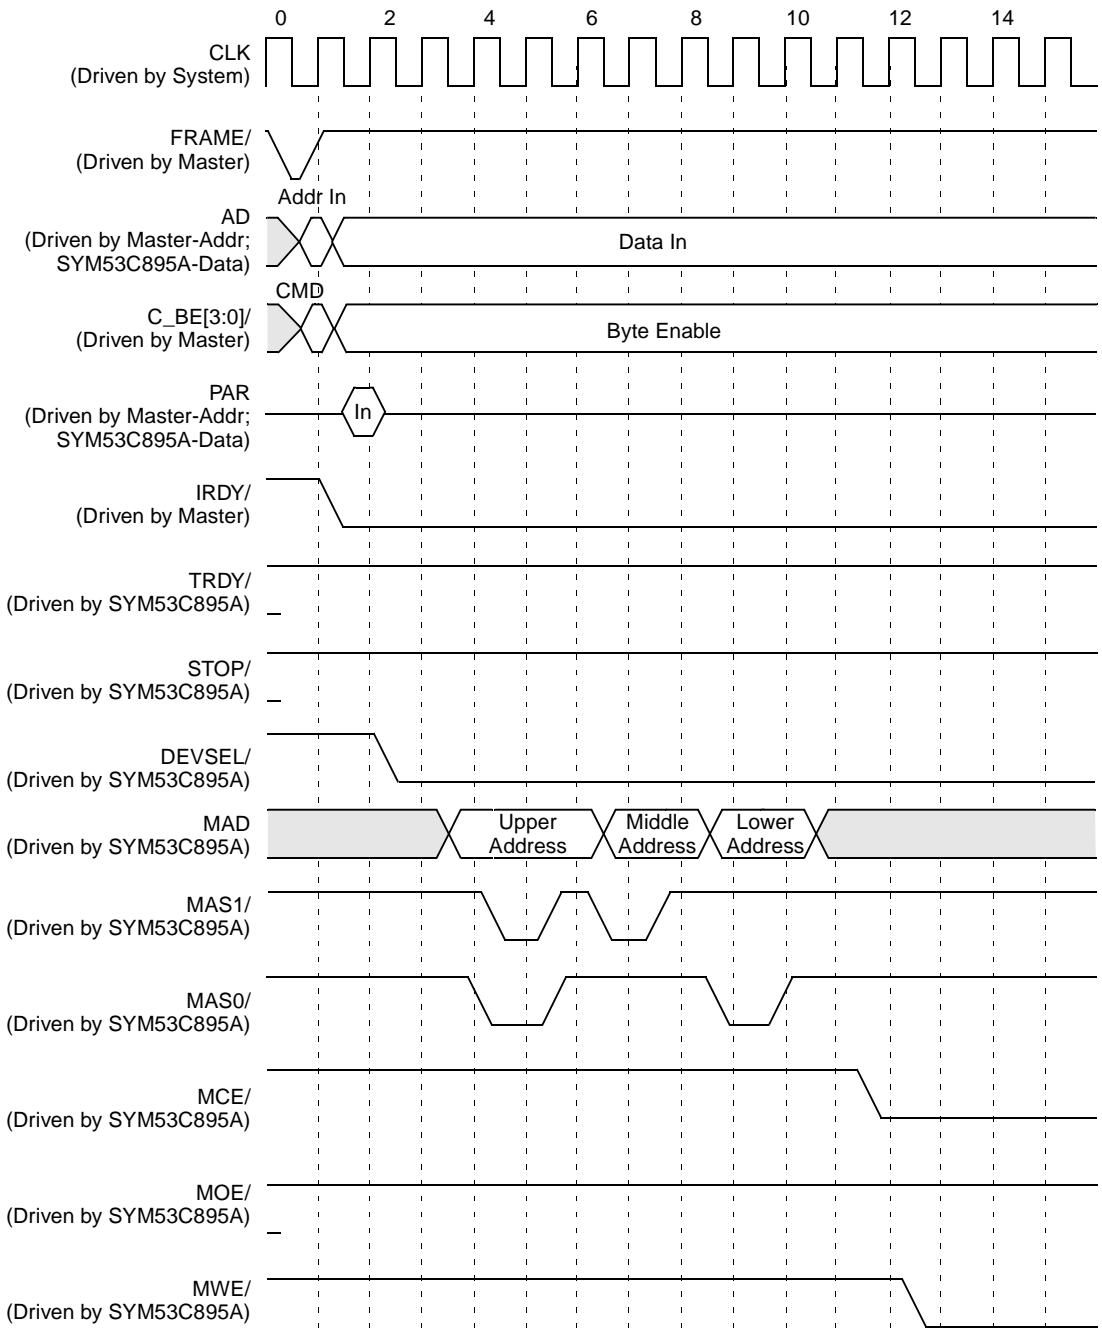 0 2 4 6 8 10 12 14
CLK
(Driven by System)
FRAME/
(Driven by Master)
Addr In
AD
(Driven by Master-Addr;
SYM53C895A-Data)
Data In
CMD
C_BE[3:0]/
(Driven by Master)
Byte Enable
PAR
(Driven by Master-Addr;
SYM53C895A-Data)
In
IRDY/
(Driven by Master)
TRDY/
(Driven by SYM53C895A)
STOP/
(Driven by SYM53C895A)
DEVSEL/
(Driven by SYM53C895A)
MAD
(Driven by SYM53C895A)
Upper
Address
Middle
Address
Lower
Address
MAS1/
(Driven by SYM53C895A)
MAS0/
(Driven by SYM53C895A)
MCE/
(Driven by SYM53C895A)
MOE/
(Driven by SYM53C895A)
MWE/
(Driven by SYM53C895A)